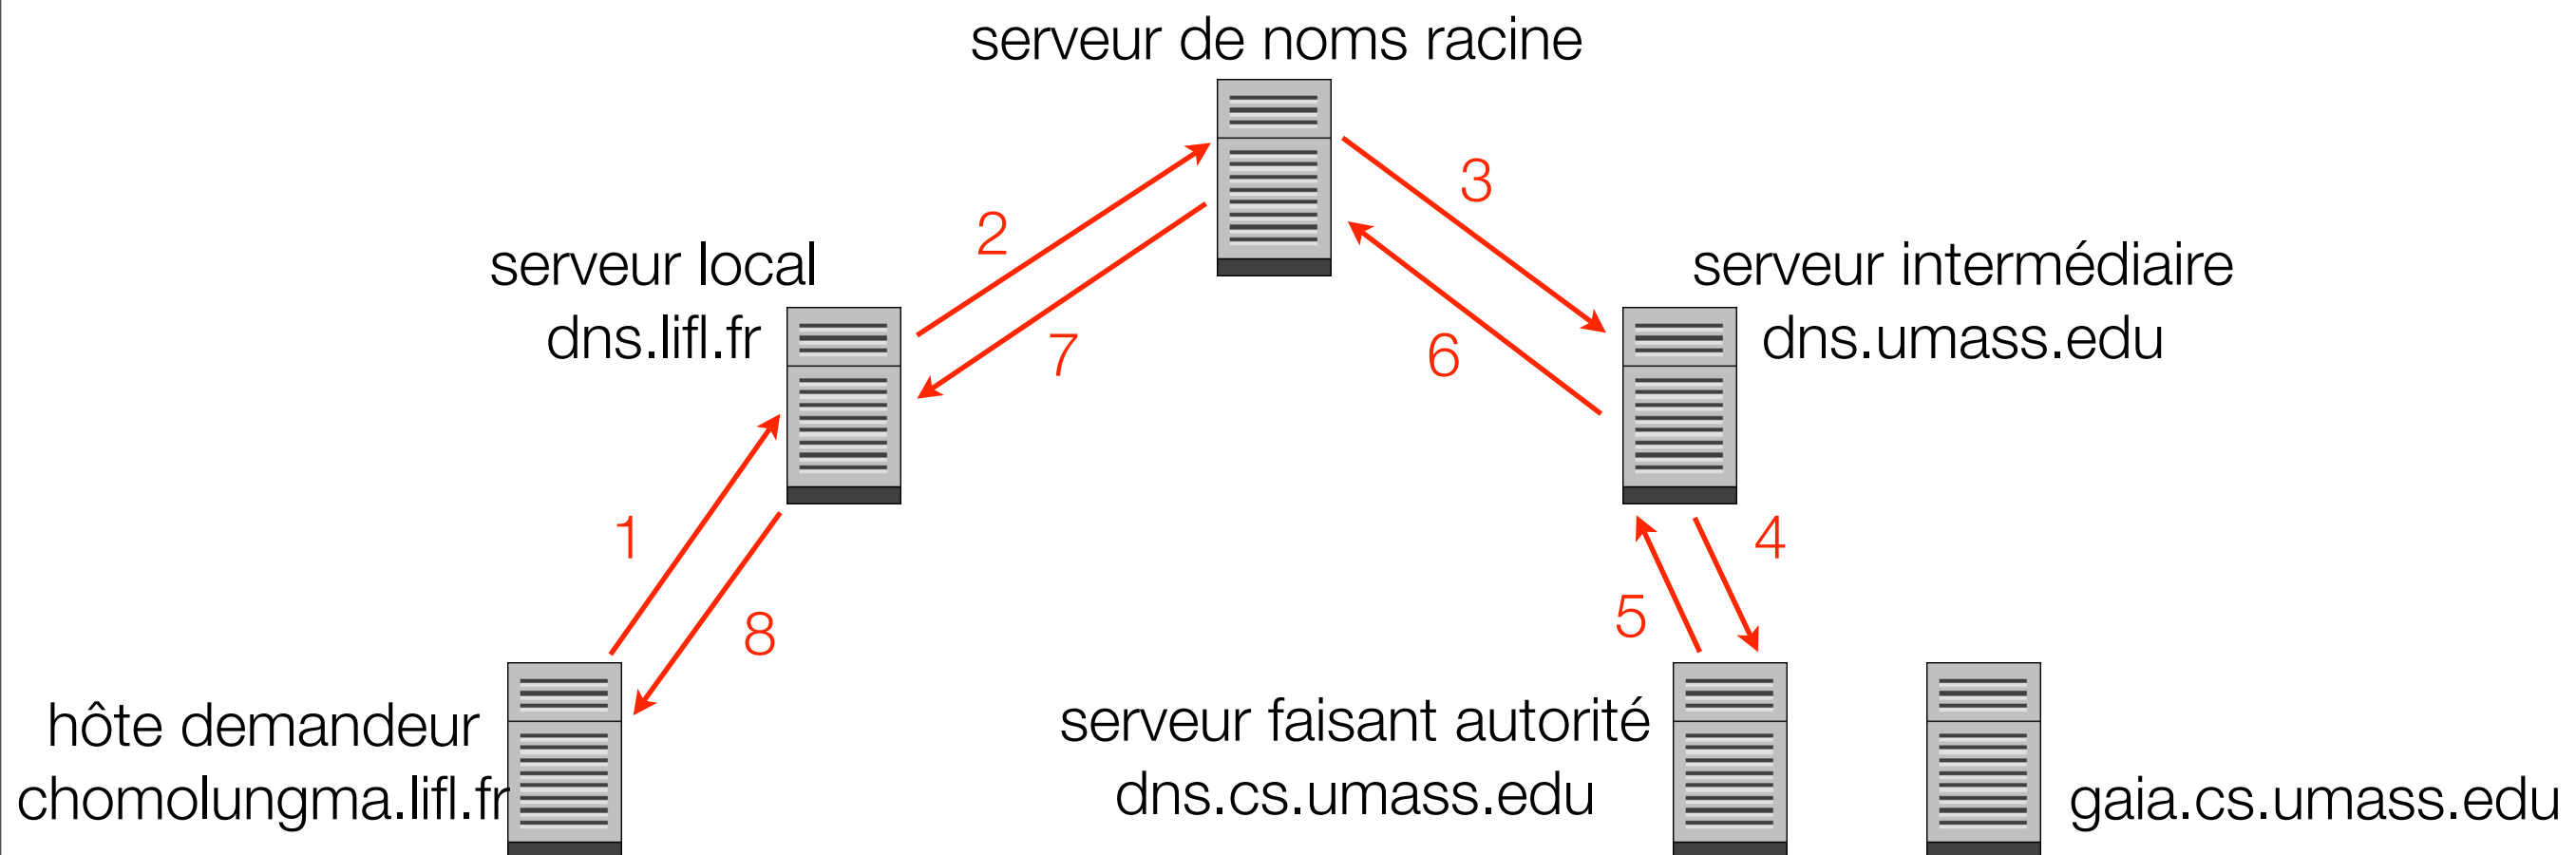 serveur de noms racine
2
3
serveur local
dns.lifl.fr
7
6
serveur intermédiaire
dns.umass.edu
1
8
4
5
hôte demandeur
chomolungma.lifl.fr
serveur faisant autorité
dns.cs.umass.edu
gaia.cs.umass.edu